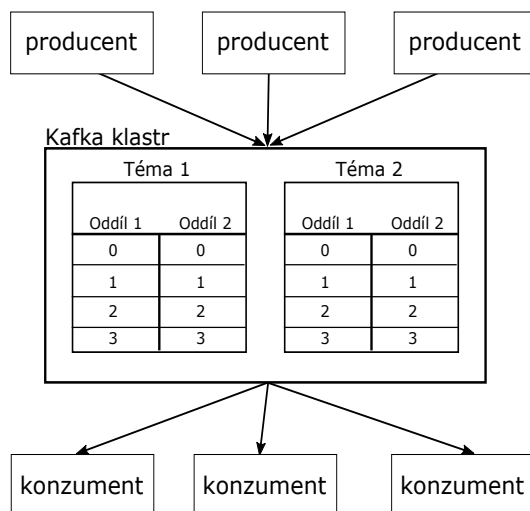 producent producent producent
Kafka klastr
Téma 1 Téma 2
Oddíl 1 Oddíl 2 Oddíl 1 Oddíl 2
0 0 0 0
1 1 1 1
2 2 2 2
3 3 3 3
konzument konzument konzument